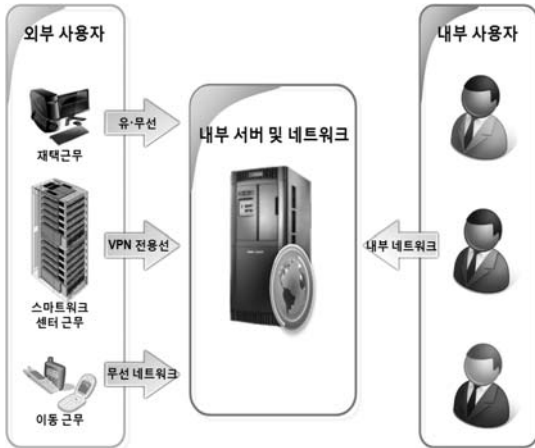 외부 사용자
재택근무
스마트워크
센터 근무
이동 근무
유·무선
VPN 전용선
무선 네트워크
내부 서버 및 네트워크
내부 네트워크
내부 사용자